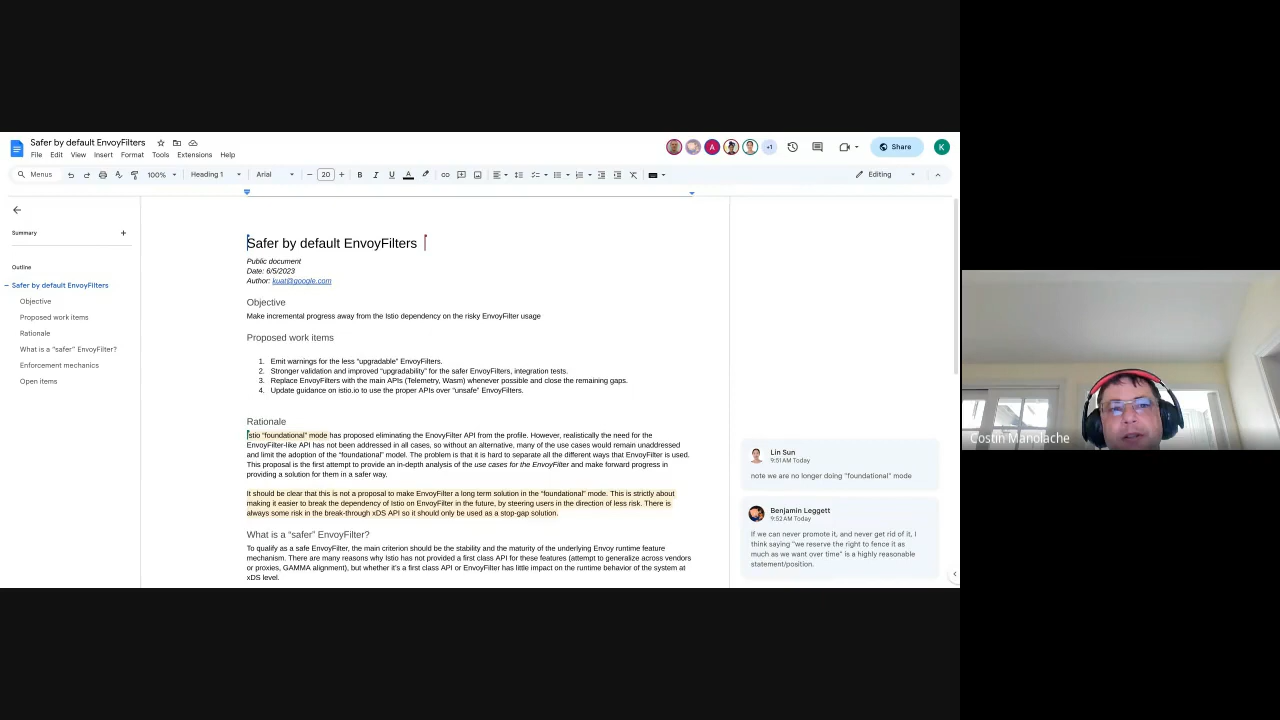 Safer by default EnvoyFilters
File Edit View Insert Format Tools Extensions Help
A
+1
Share
K
Menus
100%
Heading 1
Arial
20
B I U A
Editing
Summary
Outline
Safer by default EnvoyFilters
Objective
Proposed work items
Rationale
What is a "safer" EnvoyFilter?
Enforcement mechanics
Open items
Safer by default EnvoyFilters
Public document
Date: 6/5/2023
Author: kuat@google.com
Objective
Make incremental progress away from the Istio dependency on the risky EnvoyFilter usage
Proposed work items
1. Emit warnings for the less "upgradable" EnvoyFilters.
2. Stronger validation and improved "upgradability" for the safer EnvoyFilters, integration tests.
3. Replace EnvoyFilters with the main APIs (Telemetry, Wasm) whenever possible and close the remaining gaps.
4. Update guidance on istio.io to use the proper APIs over "unsafe" EnvoyFilters.
Rationale
Istio "foundational" mode has proposed eliminating the EnovyFilter API from the profile. However, realistically the need for the
EnvoyFilter-like API has not been addressed in all cases, so without an alternative, many of the use cases would remain unaddressed
and limit the adoption of the "foundational" model. The problem is that it is hard to separate all the different ways that EnvoyFilter is used.
This proposal is the first attempt to provide an in-depth analysis of the use cases for the EnvoyFilter and make forward progress in
providing a solution for them in a safer way.
It should be clear that this is not a proposal to make EnvoyFilter a long term solution in the "foundational" mode. This is strictly about
making it easier to break the dependency of Istio on EnvoyFilter in the future, by steering users in the direction of less risk. There is
always some risk in the break-through xDS API so it should only be used as a stop-gap solution.
What is a "safe" EnvoyFilter?
To qualify as a safe EnvoyFilter, the main criterion should be the stability and the maturity of the underlying Envoy runtime feature
mechanism. There are many reasons why Istio has not provided a first class API for these features (attempt to generalize across vendors
or proxies, GAMMA alignment), but whether it's a first class API or EnvoyFilter has little impact on the runtime behavior of the system at
xDS level.
Lin Sun
9:51 AM Today
note we are no longer doing "foundational" mode
Benjamin Leggett
9:52 AM Today
If we can never promote it, and never get rid of it, I
think saying "we reserve the right to fence it as
much as we want over time" is a highly reasonable
statement/position.
Costin Manolache